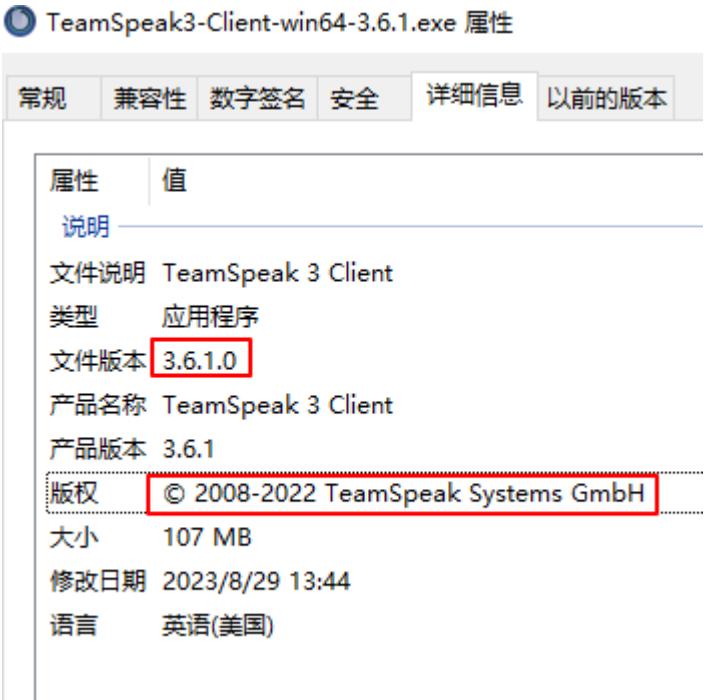 TeamSpeak3-Client-win64-3.6.1.exe 属性
常规 兼容性 数字签名 安全 详细信息 以前的版本
属性 值
说明
文件说明 TeamSpeak 3 Client
类型 应用程序
文件版本 3.6.1.0
产品名称 TeamSpeak 3 Client
产品版本 3.6.1
版权 © 2008-2022 TeamSpeak Systems GmbH
大小 107 MB
修改日期 2023/8/29 13:44
语言 英语(美国)